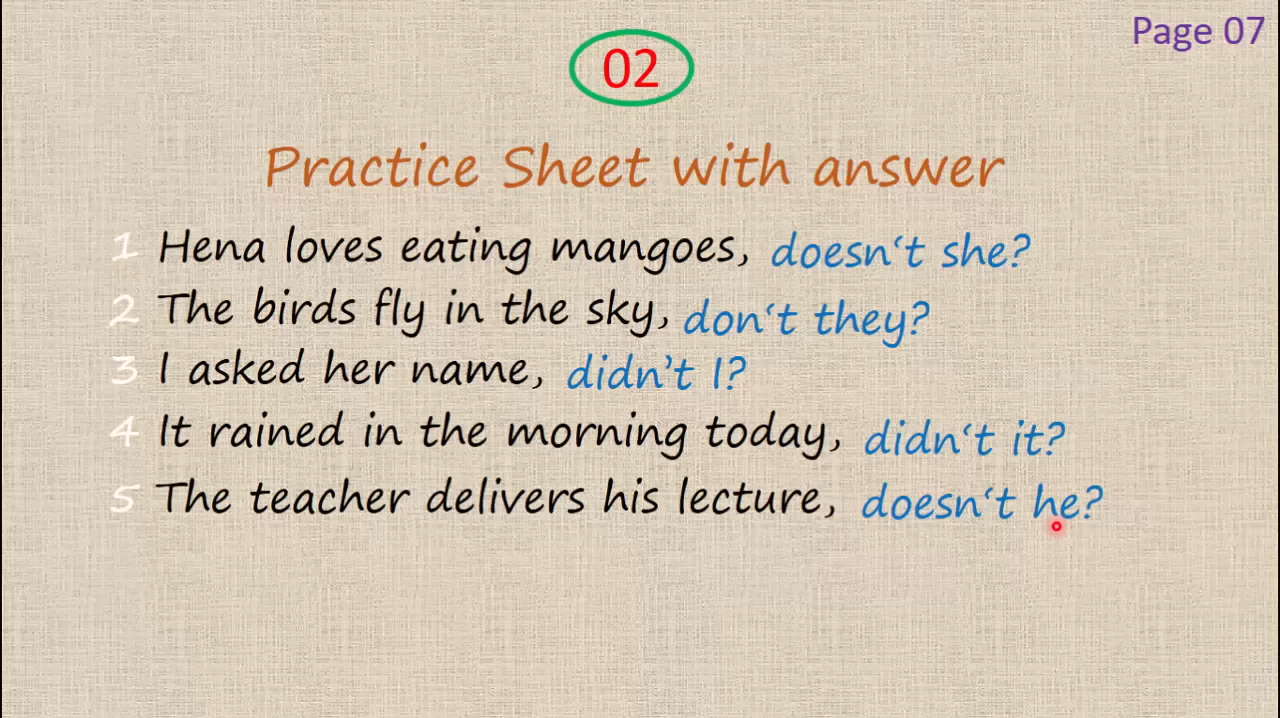 Page 07
02
Practice Sheet with answer
1 Hena loves eating mangoes, doesn‘t she?
2 The birds fly in the sky, don‘t they?
3 I asked her name, didn’t I?
4 It rained in the morning today, didn‘t it?
5 The teacher delivers his lecture, doesn‘t he?